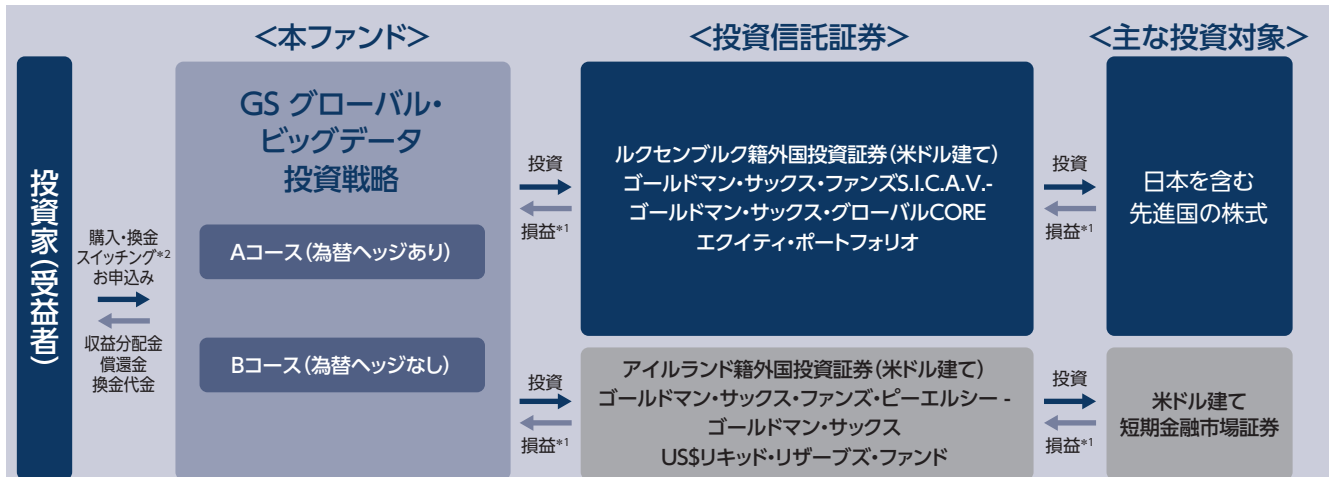 <本ファンド>
<投資信託証券>
<主な投資対象>
投資家(受益者)
購入・換金
スイッチング*2
お申込み
収益分配金
償還金
換金代金
GS グローバル・
ビッグデータ
投資戦略
Aコース(為替ヘッジあり)
Bコース(為替ヘッジなし)
投資
損益*1
ルクセンブルク籍外国投資証券(米ドル建て)
ゴールドマン・サックス・ファンズS.I.C.A.V.-
ゴールドマン・サックス・グローバルCORE
エクイティ・ポートフォリオ
投資
損益*1
日本を含む
先進国の株式
投資
損益*1
アイルランド籍外国投資証券(米ドル建て)
ゴールドマン・サックス・ファンズ・ピーエルシー -
ゴールドマン・サックス
US$リキッド・リザーブズ・ファンド
投資
損益*1
米ドル建て
短期金融市場証券